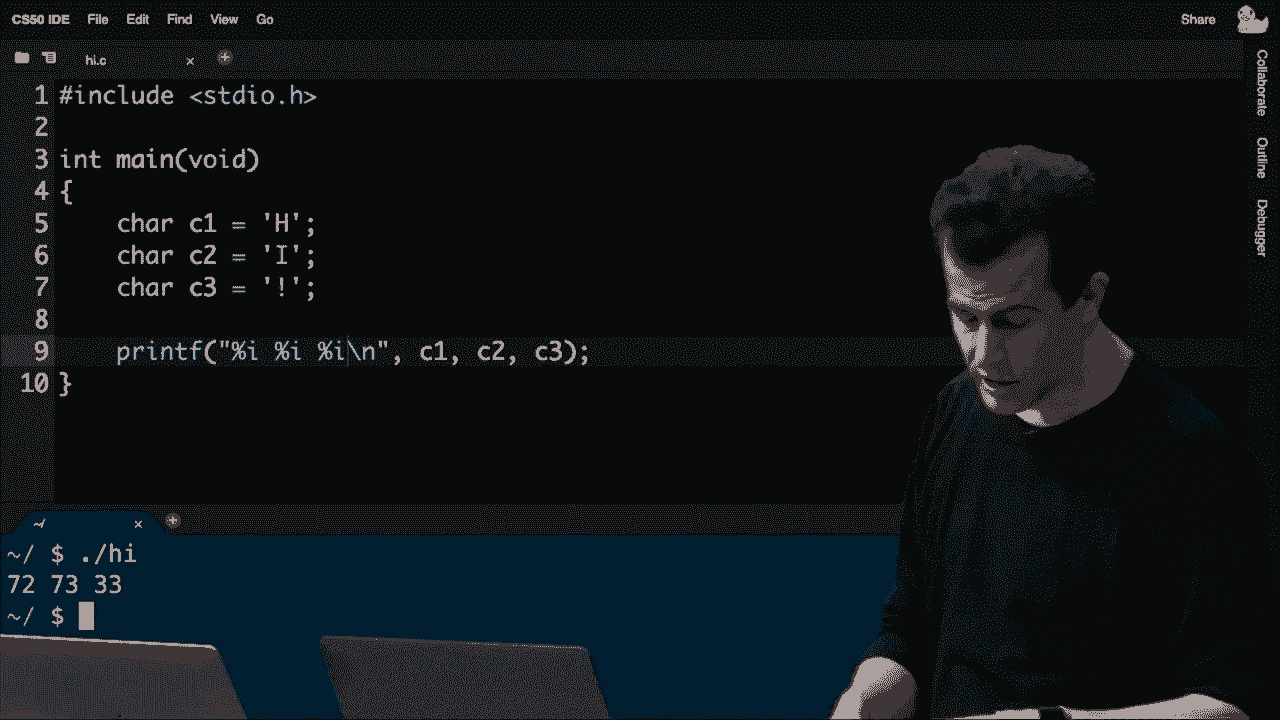 CS50 IDE File Edit Find View Go Share
hi.c x +
1 #include <stdio.h>
2
3 int main(void)
4 {
5     char c1 = 'H';
6     char c2 = 'I';
7     char c3 = '!';
8
9     printf("%i %i %i\n", c1, c2, c3);
10 }
Collaborate
Outline
Debugger
~/ x +
~/ $ ./hi
72 73 33
~/ $